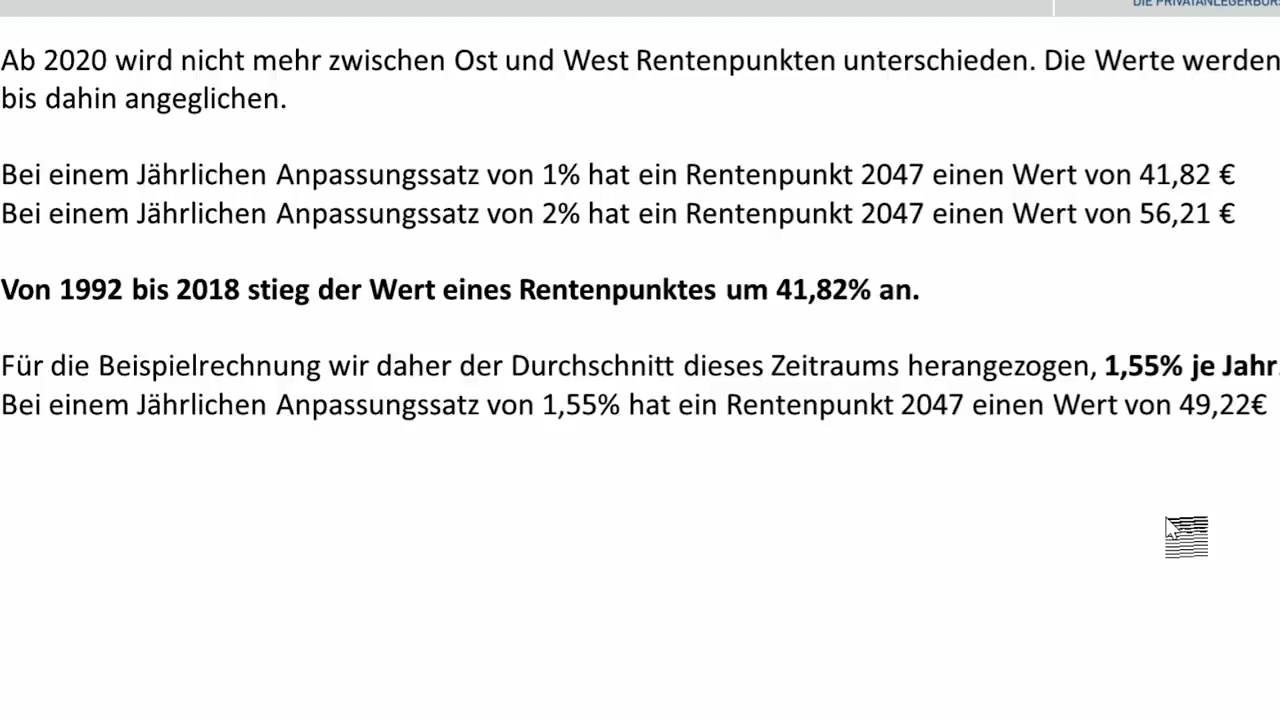 DIE PRIVATANLEGERBÖRS
Ab 2020 wird nicht mehr zwischen Ost und West Rentenpunkten unterschieden. Die Werte werden
bis dahin angeglichen.
Bei einem Jährlichen Anpassungssatz von 1% hat ein Rentenpunkt 2047 einen Wert von 41,82 €
Bei einem Jährlichen Anpassungssatz von 2% hat ein Rentenpunkt 2047 einen Wert von 56,21 €
Von 1992 bis 2018 stieg der Wert eines Rentenpunktes um 41,82% an.
Für die Beispielrechnung wir daher der Durchschnitt dieses Zeitraums herangezogen, 1,55% je Jahr.
Bei einem Jährlichen Anpassungssatz von 1,55% hat ein Rentenpunkt 2047 einen Wert von 49,22€